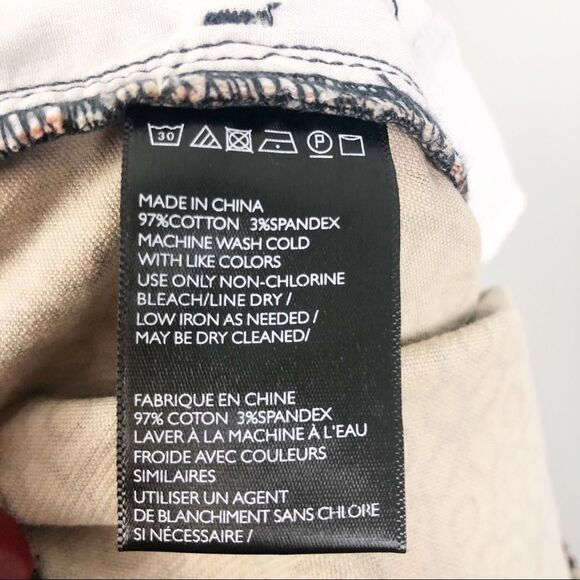 30 P
MADE IN CHINA
97%COTTON 3%SPANDEX
MACHINE WASH COLD
WITH LIKE COLORS
USE ONLY NON-CHLORINE
BLEACH/LINE DRY /
LOW IRON AS NEEDED /
MAY BE DRY CLEANED/
FABRIQUE EN CHINE
97% COTON 3%SPANDEX
LAVER À LA MACHINE À L'EAU
FROIDE AVEC COULEURS
SIMILAIRES
UTILISER UN AGENT
DE BLANCHIMENT SANS CHLORE
SI NÉCESSAIRE /